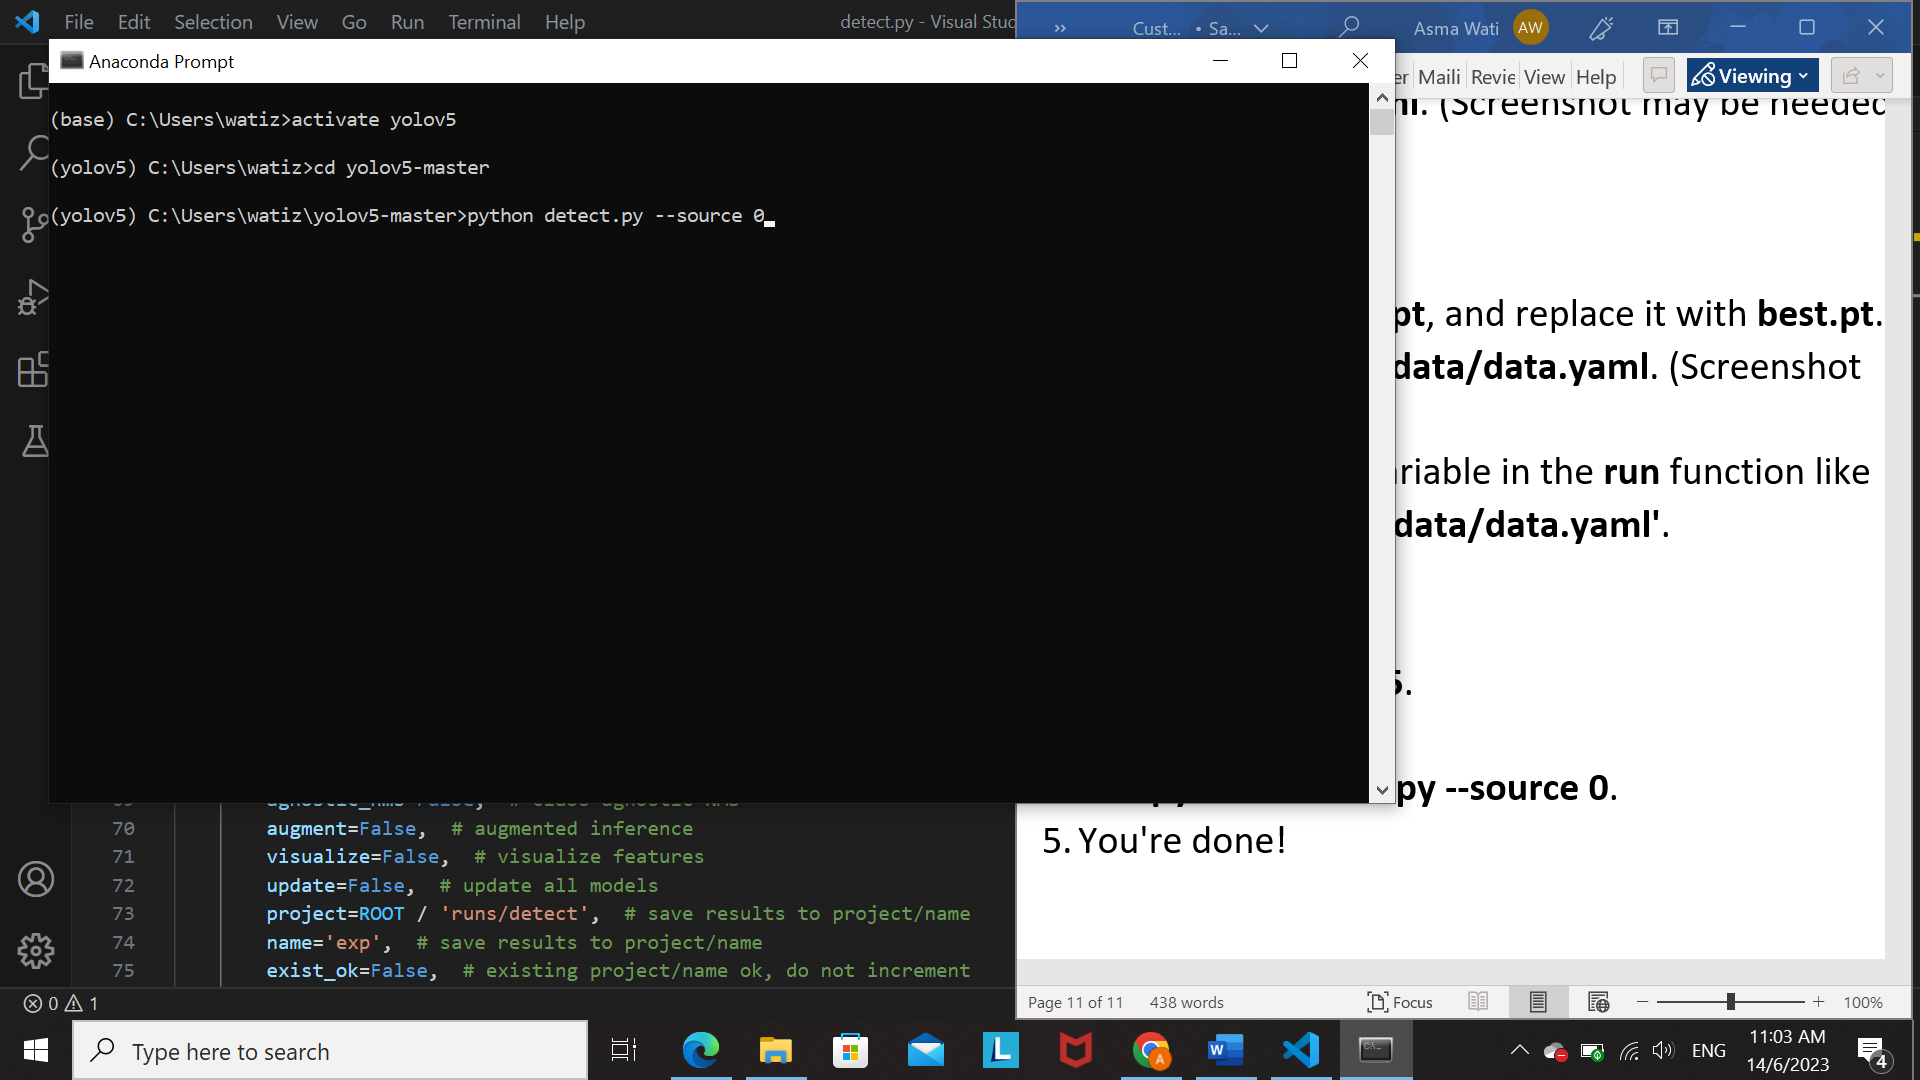 File Edit Selection View Go Run Terminal Help
detect.py - Visual Stud
Cust... • Sa...
Asma Wati AW
Anaconda Prompt
(base) C:\Users\watiz>activate yolov5
(yolov5) C:\Users\watiz>cd yolov5-master
(yolov5) C:\Users\watiz\yolov5-master>python detect.py --source 0
Maili Revie View Help Viewing
(Screenshot may be needed
pt, and replace it with best.pt.
data/data.yaml. (Screenshot
ariable in the run function like
data/data.yaml'.
5.
py --source 0.
5. You're done!
70 augment=False, # augmented inference
71 visualize=False, # visualize features
72 update=False, # update all models
73 project=ROOT / 'runs/detect', # save results to project/name
74 name='exp', # save results to project/name
75 exist_ok=False, # existing project/name ok, do not increment
0 1
Page 11 of 11 438 words Focus 100%
Type here to search
L
A
W
ENG
11:03 AM
14/6/2023
4